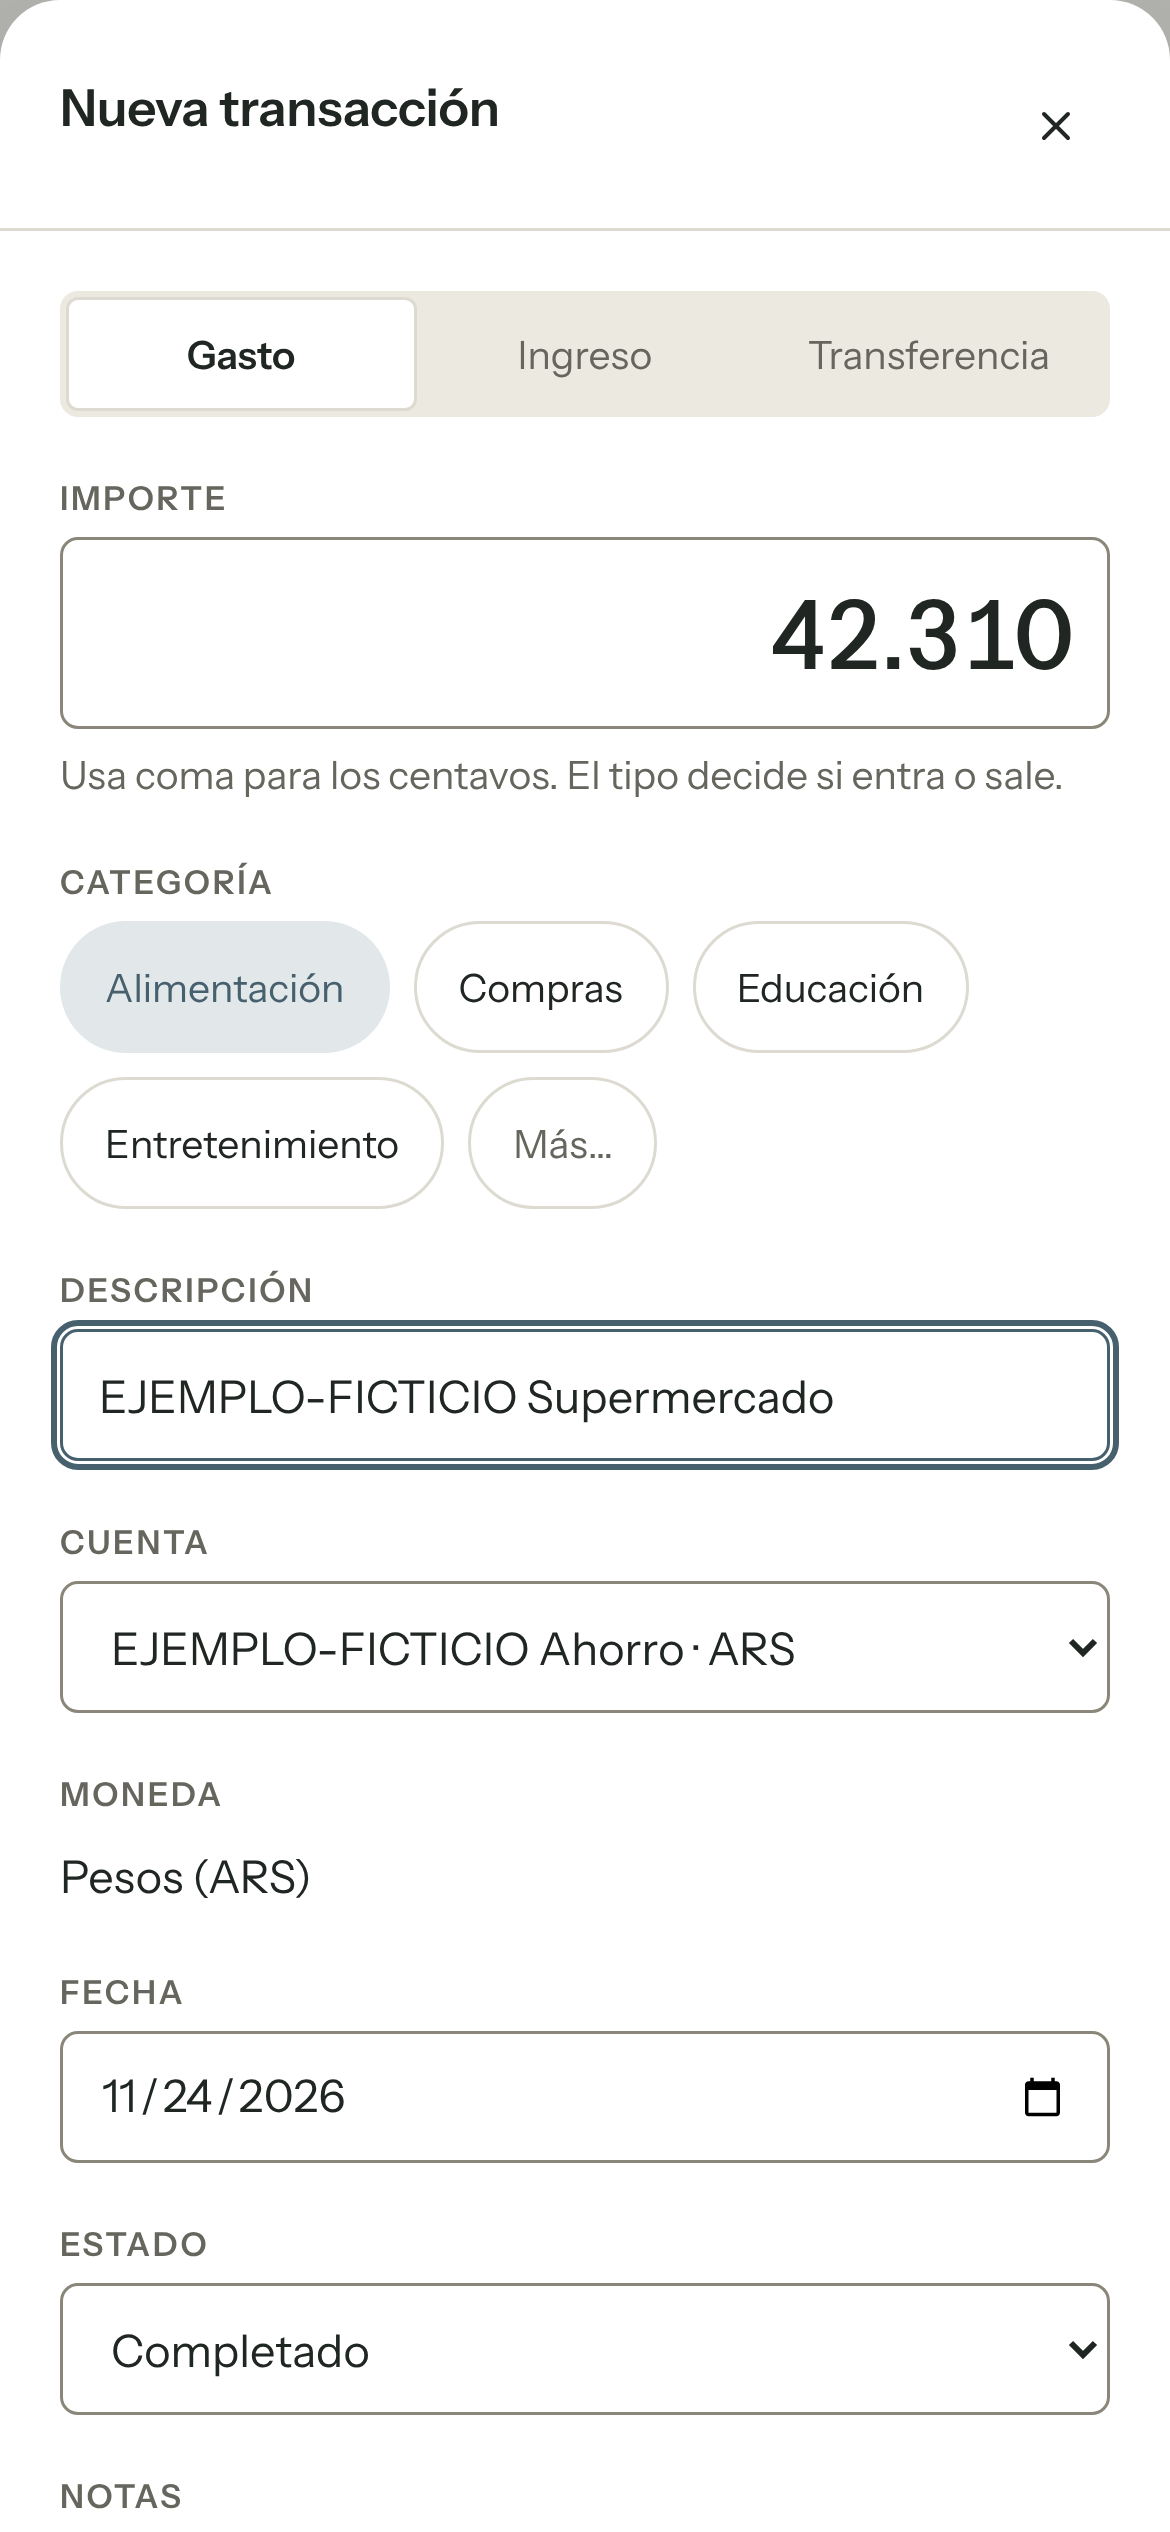 Nueva transacción
Gasto Ingreso Transferencia
IMPORTE
42.310
Usa coma para los centavos. El tipo decide si entra o sale.
CATEGORÍA
Alimentación Compras Educación
Entretenimiento Más...
DESCRIPCIÓN
EJEMPLO-FICTICIO Supermercado
CUENTA
EJEMPLO-FICTICIO Ahorro · ARS
MONEDA
Pesos (ARS)
FECHA
11/24/2026
ESTADO
Completado
NOTAS